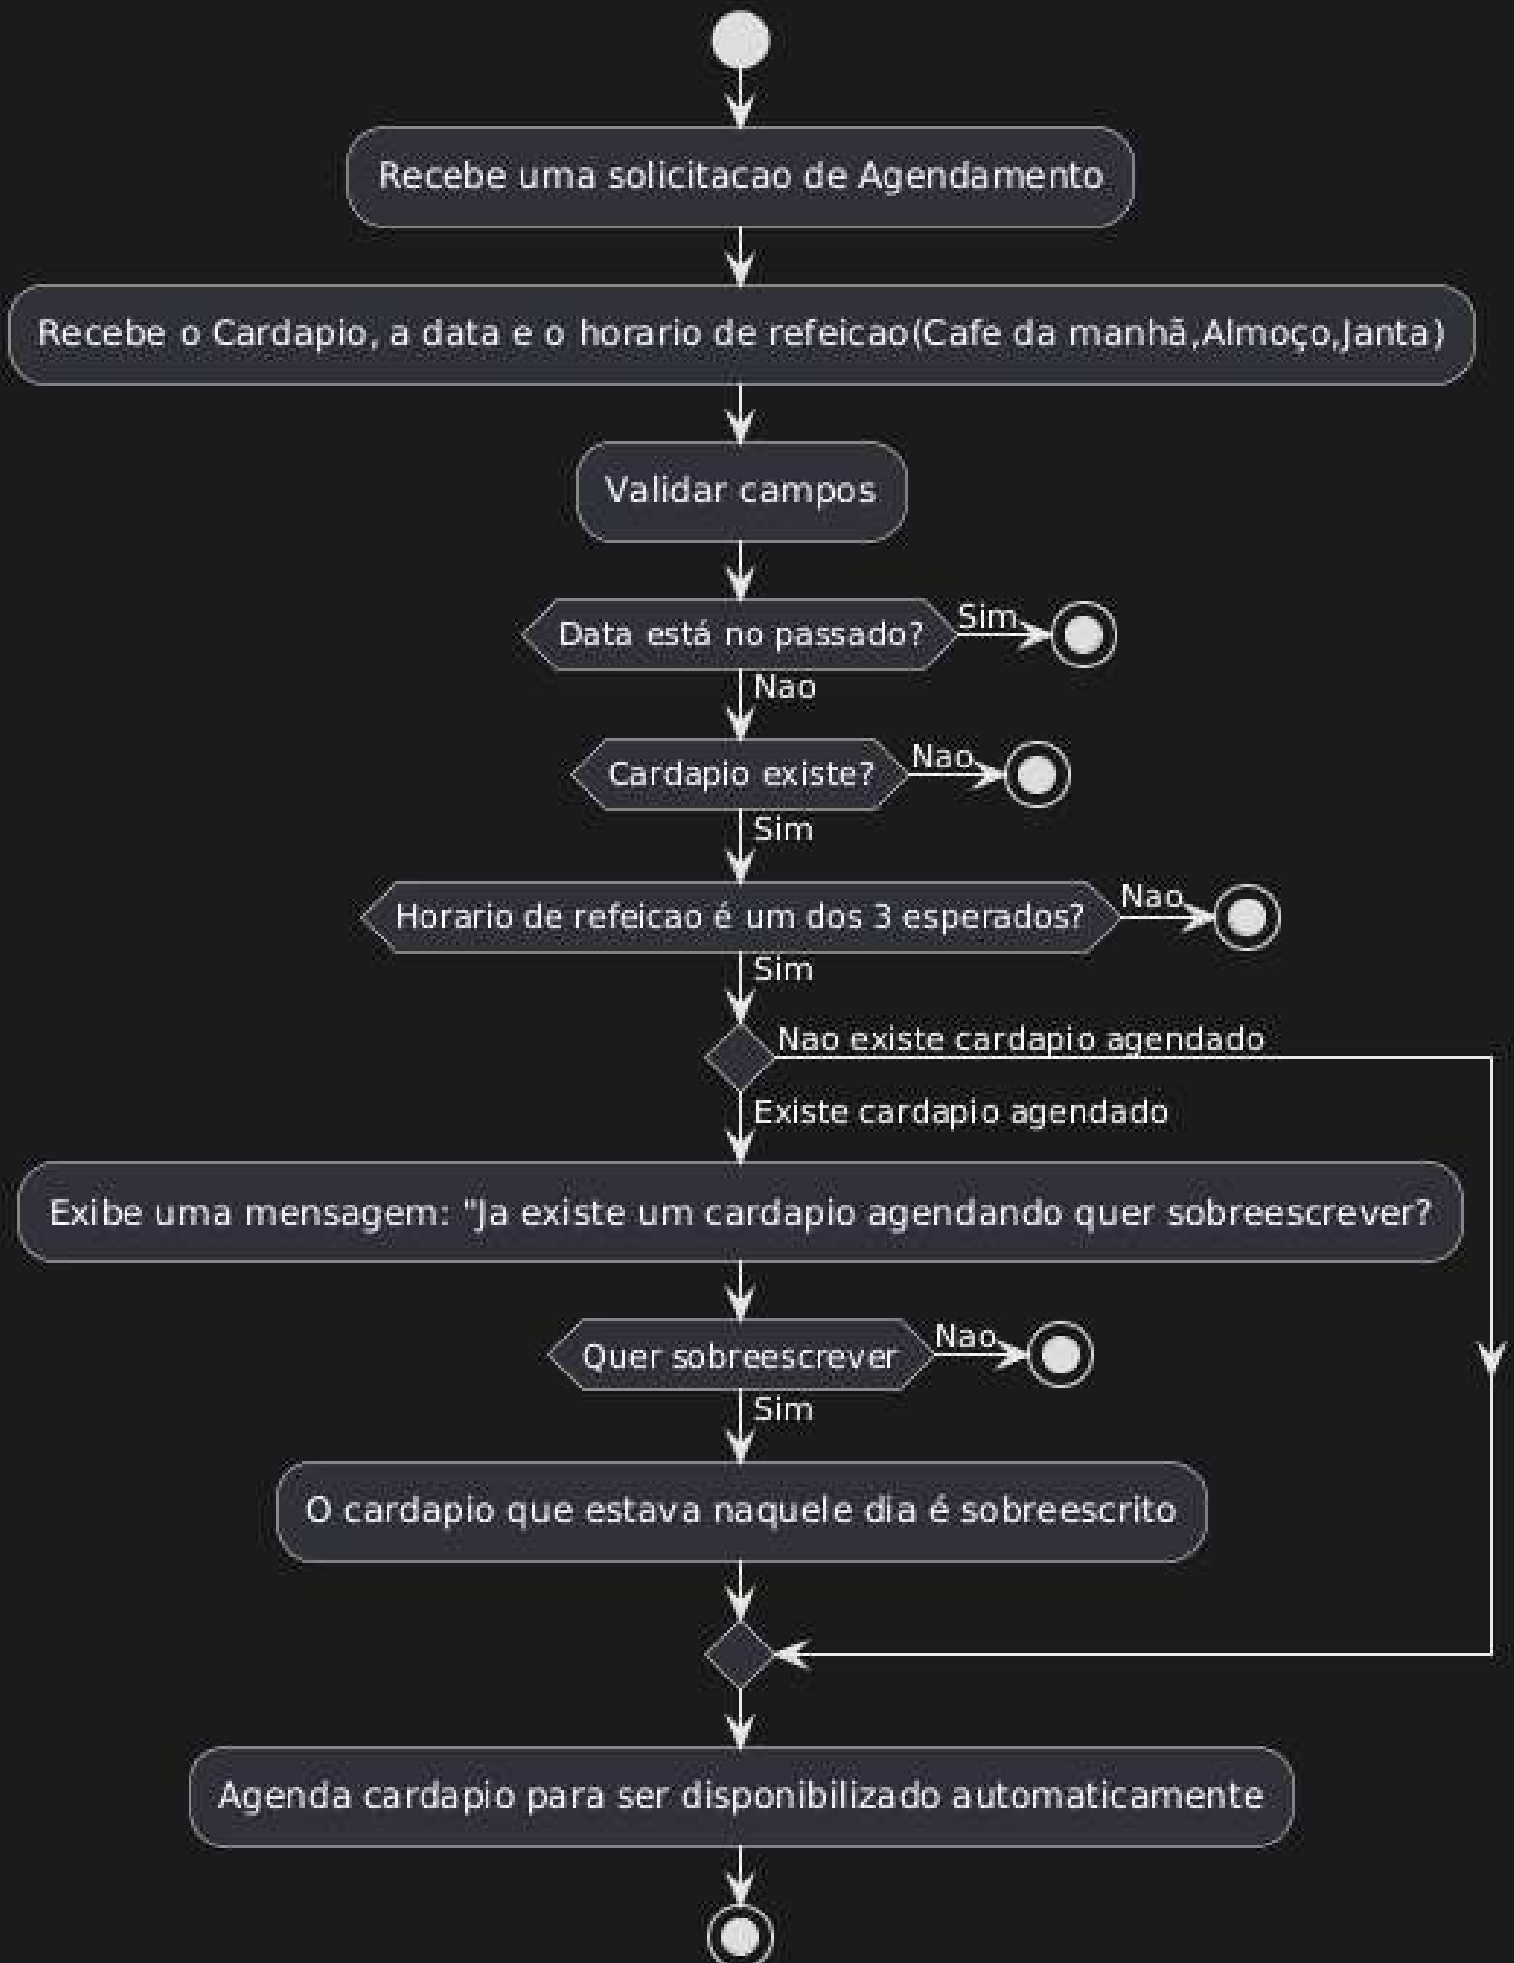 Recebe uma solicitacao de Agendamento
Recebe o Cardapio, a data e o horario de refeicao(Cafe da manhã,Almoço,Janta)
Validar campos
Data está no passado?
Sim
Nao
Cardapio existe?
Nao
Sim
Horario de refeicao é um dos 3 esperados?
Nao
Sim
Nao existe cardapio agendado
Existe cardapio agendado
Exibe uma mensagem: "Ja existe um cardapio agendando quer sobreescrever?
Quer sobreescrever
Nao
Sim
O cardapio que estava naquele dia é sobreescrito
Agenda cardapio para ser disponibilizado automaticamente